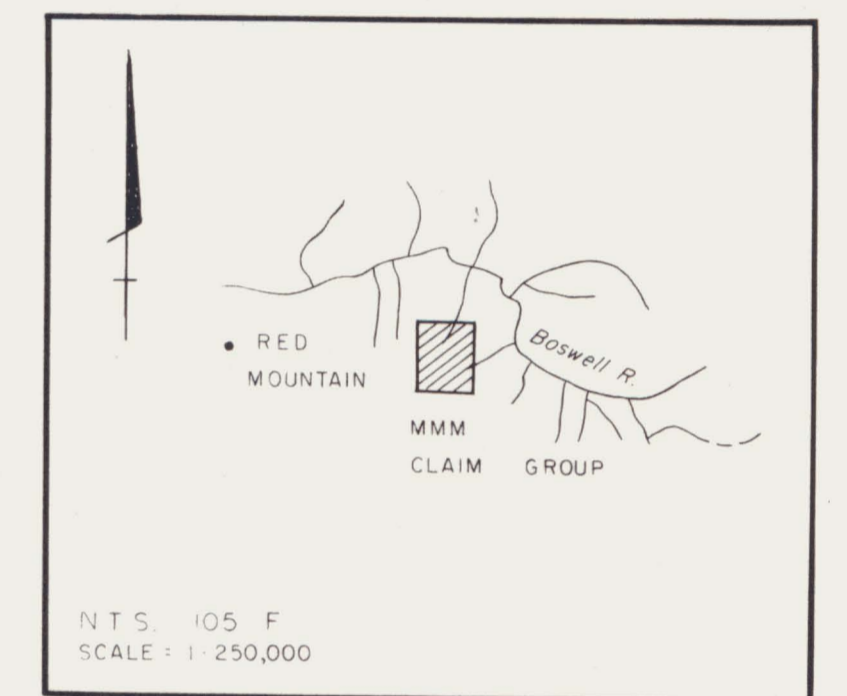 RED
MOUNTAIN
Boswell R.
MMM
CLAIM GROUP
N T S. 105 F
SCALE = 1:250,000